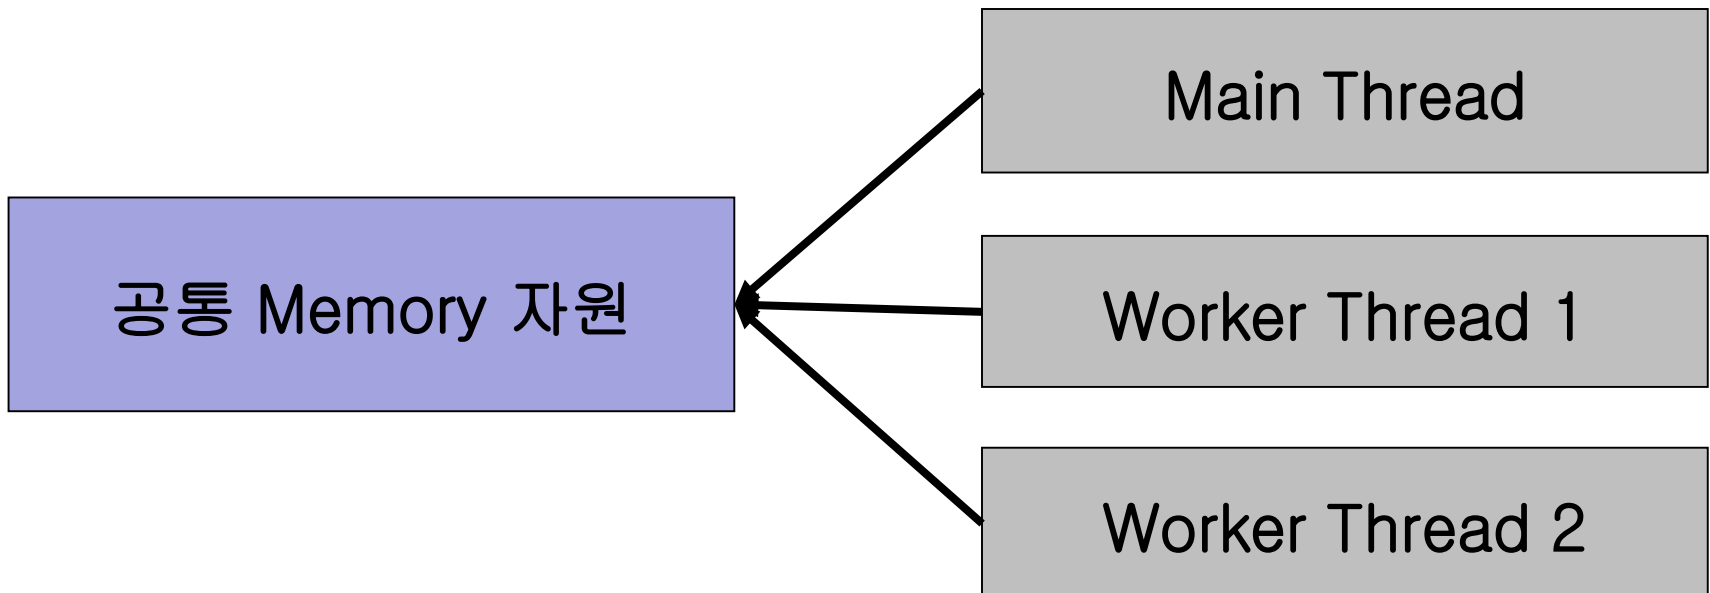 Main Thread
공통 Memory 자원
Worker Thread 1
Worker Thread 2